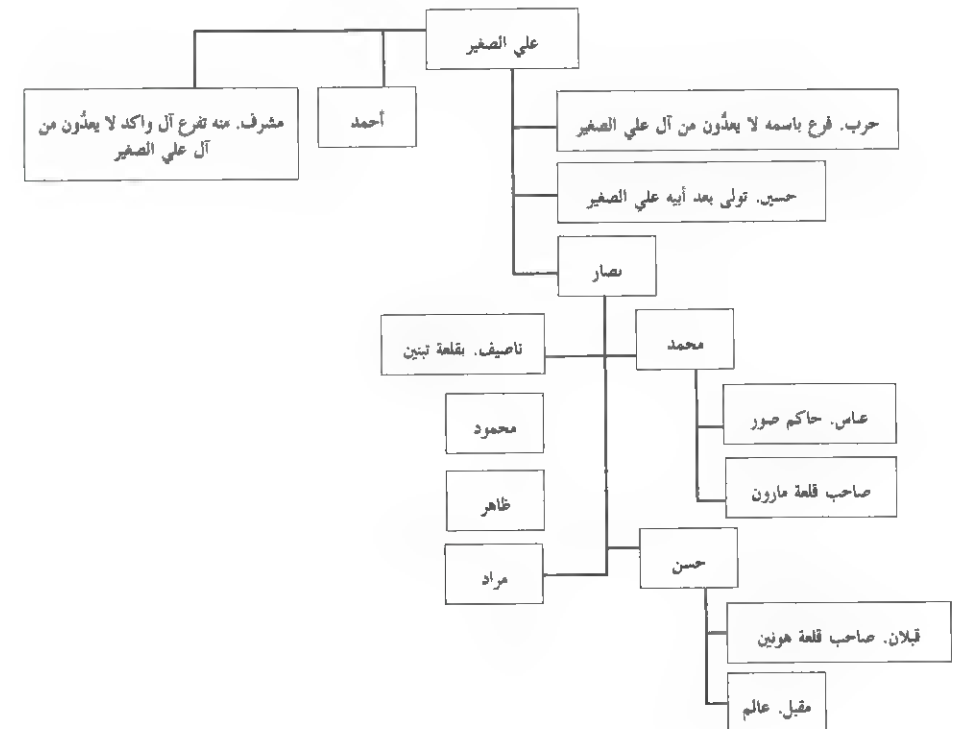 علي الصغير
أحمد
مشرف. منه تفرع آل واكد لا يعدُّون من
آل علي الصغير
حرب. فرع باسمه لا يعدُّون من آل علي الصغير
حسين. تولى بعد أبيه علي الصغير
نصار
محمد
ناصيف. بقلعة تبنين
عباس. حاكم صور
صاحب قلعة مارون
محمود
ظاهر
مراد
حسن
قبلان. صاحب قلعة هونين
مقبل. عالم